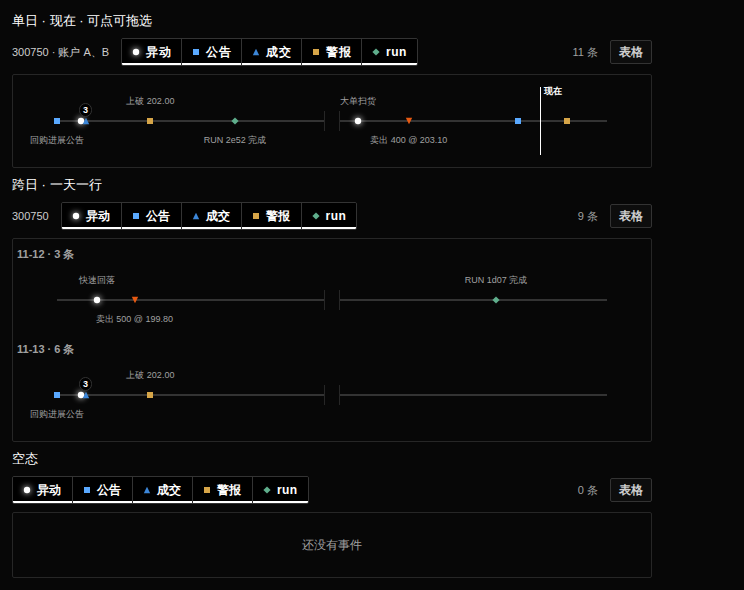 单日 · 现在 · 可点可拖选
300750 · 账户 A、B 异动 公告 成交 警报 run 11 条 表格
现在
3 上破 202.00 大单扫货
回购进展公告 RUN 2e52 完成 卖出 400 @ 203.10
跨日 · 一天一行
300750 异动 公告 成交 警报 run 9 条 表格
11-12 · 3 条
快速回落 RUN 1d07 完成
卖出 500 @ 199.80
11-13 · 6 条
3 上破 202.00
回购进展公告
空态
异动 公告 成交 警报 run 0 条 表格
还没有事件